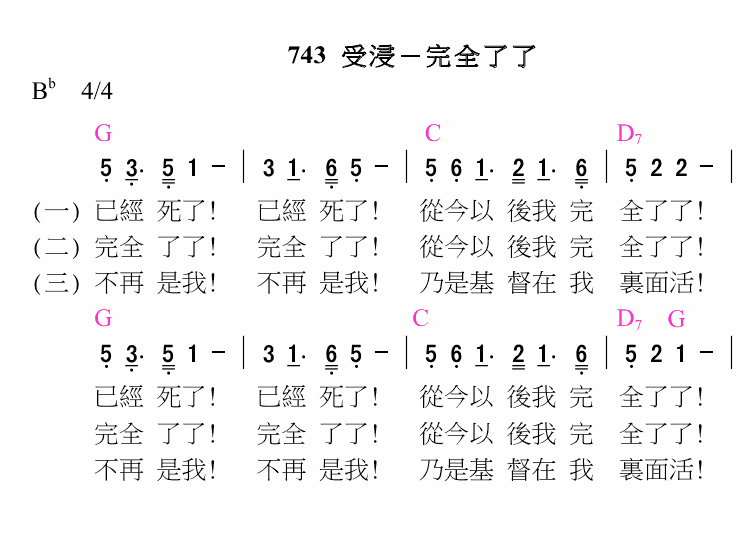 743 受浸－完全了了
Bb 4/4
G C D7
5 3· 5 1 － | 3 1· 6 5 － | 5 6 1· 2 1· 6 | 5 2 2 － |
(一) 已經 死了! 已經 死了! 從今以 後我 完 全了了!
(二) 完全 了了! 完全 了了! 從今以 後我 完 全了了!
(三) 不再 是我! 不再 是我! 乃是基 督在 我 裏面活!
G C D7 G
5 3· 5 1 － | 3 1· 6 5 － | 5 6 1· 2 1· 6 | 5 2 1 － |
已經 死了! 已經 死了! 從今以 後我 完 全了了!
完全 了了! 完全 了了! 從今以 後我 完 全了了!
不再 是我! 不再 是我! 乃是基 督在 我 裏面活!